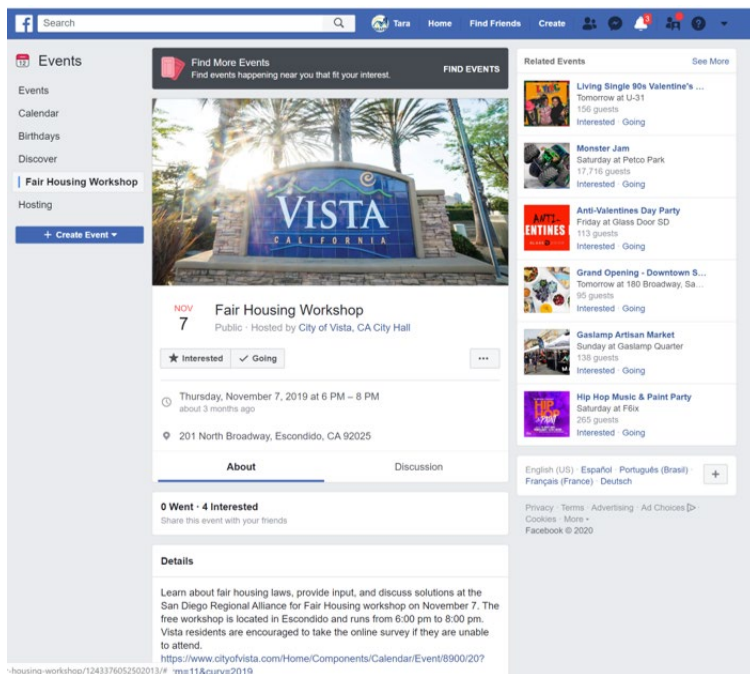 Search
Tara Home Find Friends Create 3
Events
Events
Calendar
Birthdays
Discover
Fair Housing Workshop
Hosting
+ Create Event
Find More Events
Find events happening near you that fit your interest.
FIND EVENTS
VISTA
CALIFORNIA
NOV
7
Fair Housing Workshop
Public · Hosted by City of Vista, CA City Hall
Interested Going
Thursday, November 7, 2019 at 6 PM – 8 PM
about 3 months ago
201 North Broadway, Escondido, CA 92025
About Discussion
0 Went · 4 Interested
Share this event with your friends
Details
Learn about fair housing laws, provide input, and discuss solutions at the
San Diego Regional Alliance for Fair Housing workshop on November 7. The
free workshop is located in Escondido and runs from 6:00 pm to 8:00 pm.
Vista residents are encouraged to take the online survey if they are unable
to attend.
https://www.cityofvista.com/Home/Components/Calendar/Event/8900/20?
rm=11&cury=2019
-housing-workshop/1243376052502013/#
Related Events See More
Living Single 90s Valentine's ...
Tomorrow at U-31
156 guests
Interested · Going
Monster Jam
Saturday at Petco Park
17,716 guests
Interested · Going
ANTI-
ENTINES
Anti-Valentines Day Party
Friday at Glass Door SD
113 guests
Interested · Going
Grand Opening - Downtown S...
Tomorrow at 180 Broadway, Sa...
95 guests
Interested · Going
Gaslamp Artisan Market
Sunday at Gaslamp Quarter
138 guests
Interested · Going
HIP
HOP
Hip Hop Music & Paint Party
Saturday at F6ix
265 guests
Interested · Going
English (US) · Español · Português (Brasil) ·
Français (France) · Deutsch
+
Privacy · Terms · Advertising · Ad Choices
Cookies · More
Facebook © 2020